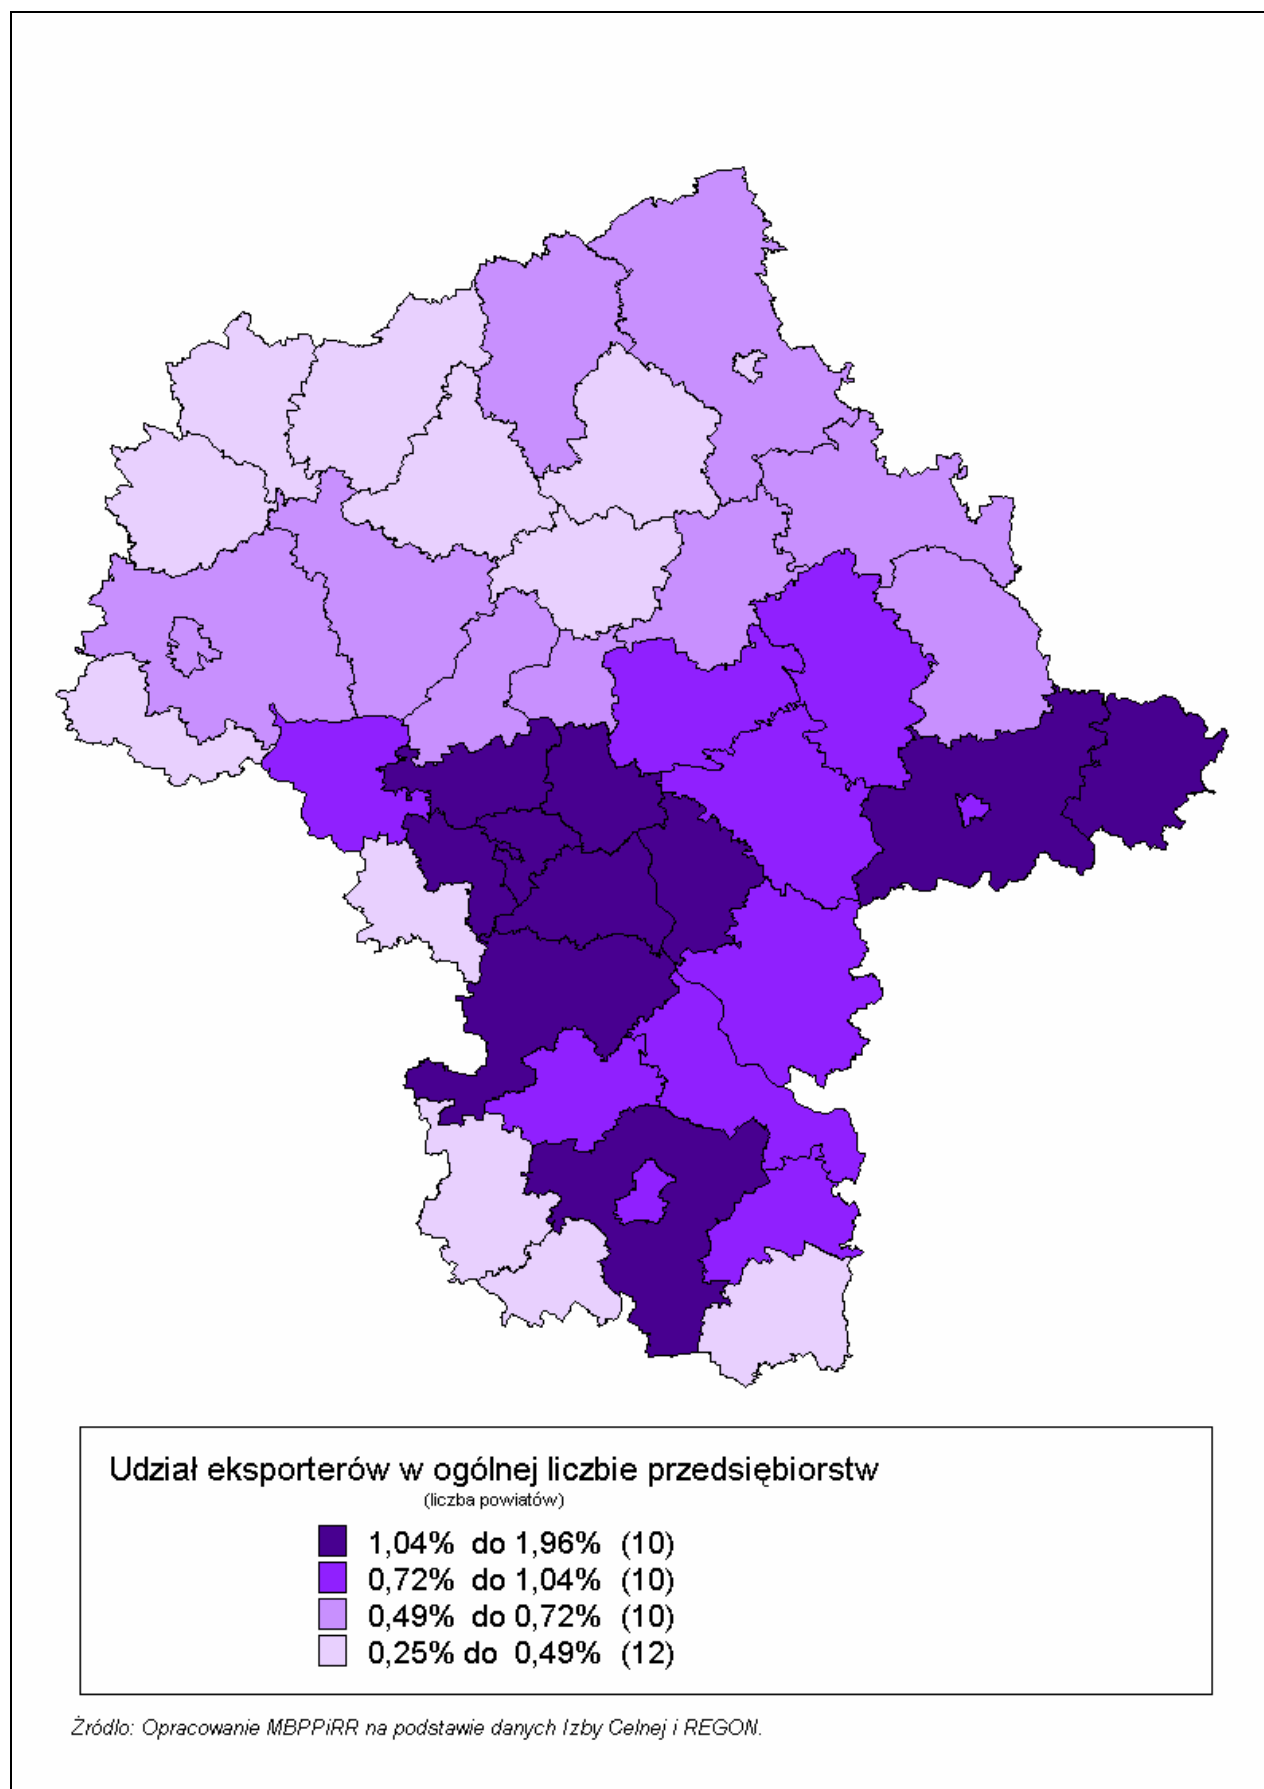 Udział eksporterów w ogólnej liczbie przedsiębiorstw
(liczba powiatów)
1,04% do 1,96% (10)
0,72% do 1,04% (10)
0,49% do 0,72% (10)
0,25% do 0,49% (12)
Źródło: Opracowanie MBPPiRR na podstawie danych Izby Celnej i REGON.